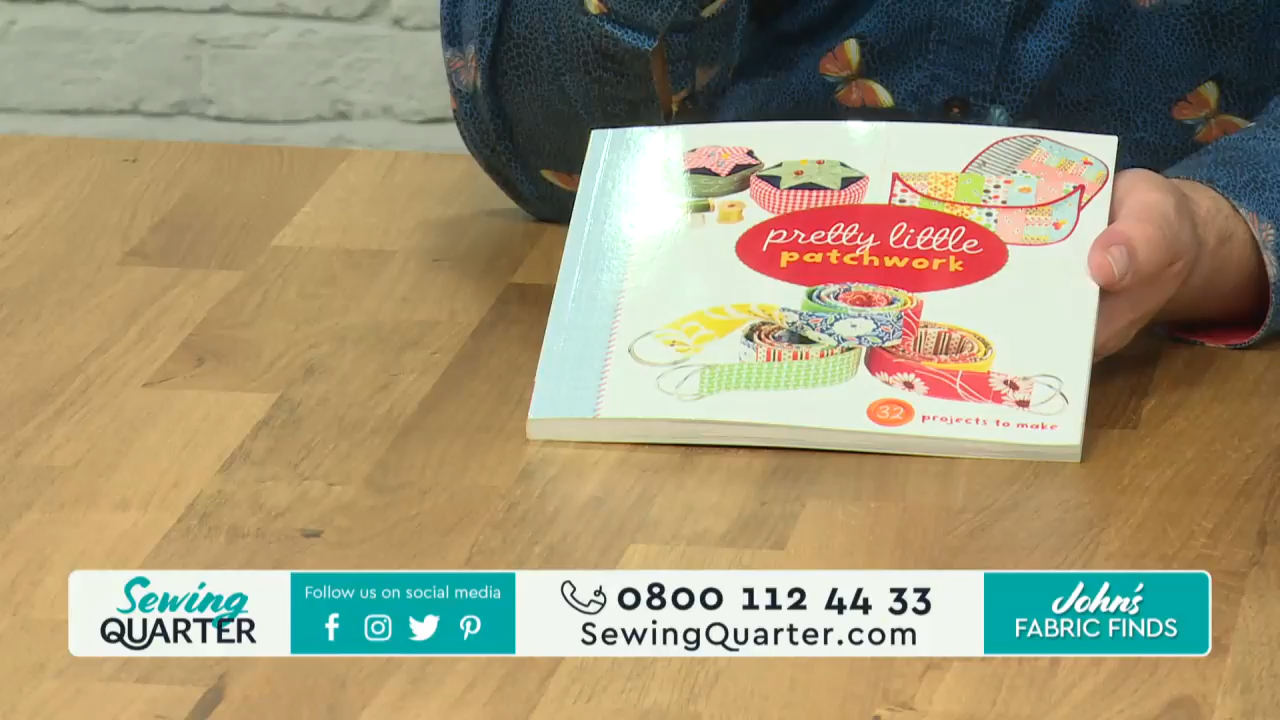 pretty little
patchwork
32 projects to make
Sewing
QUARTER
Follow us on social media
0800 112 44 33
SewingQuarter.com
John's
FABRIC FINDS